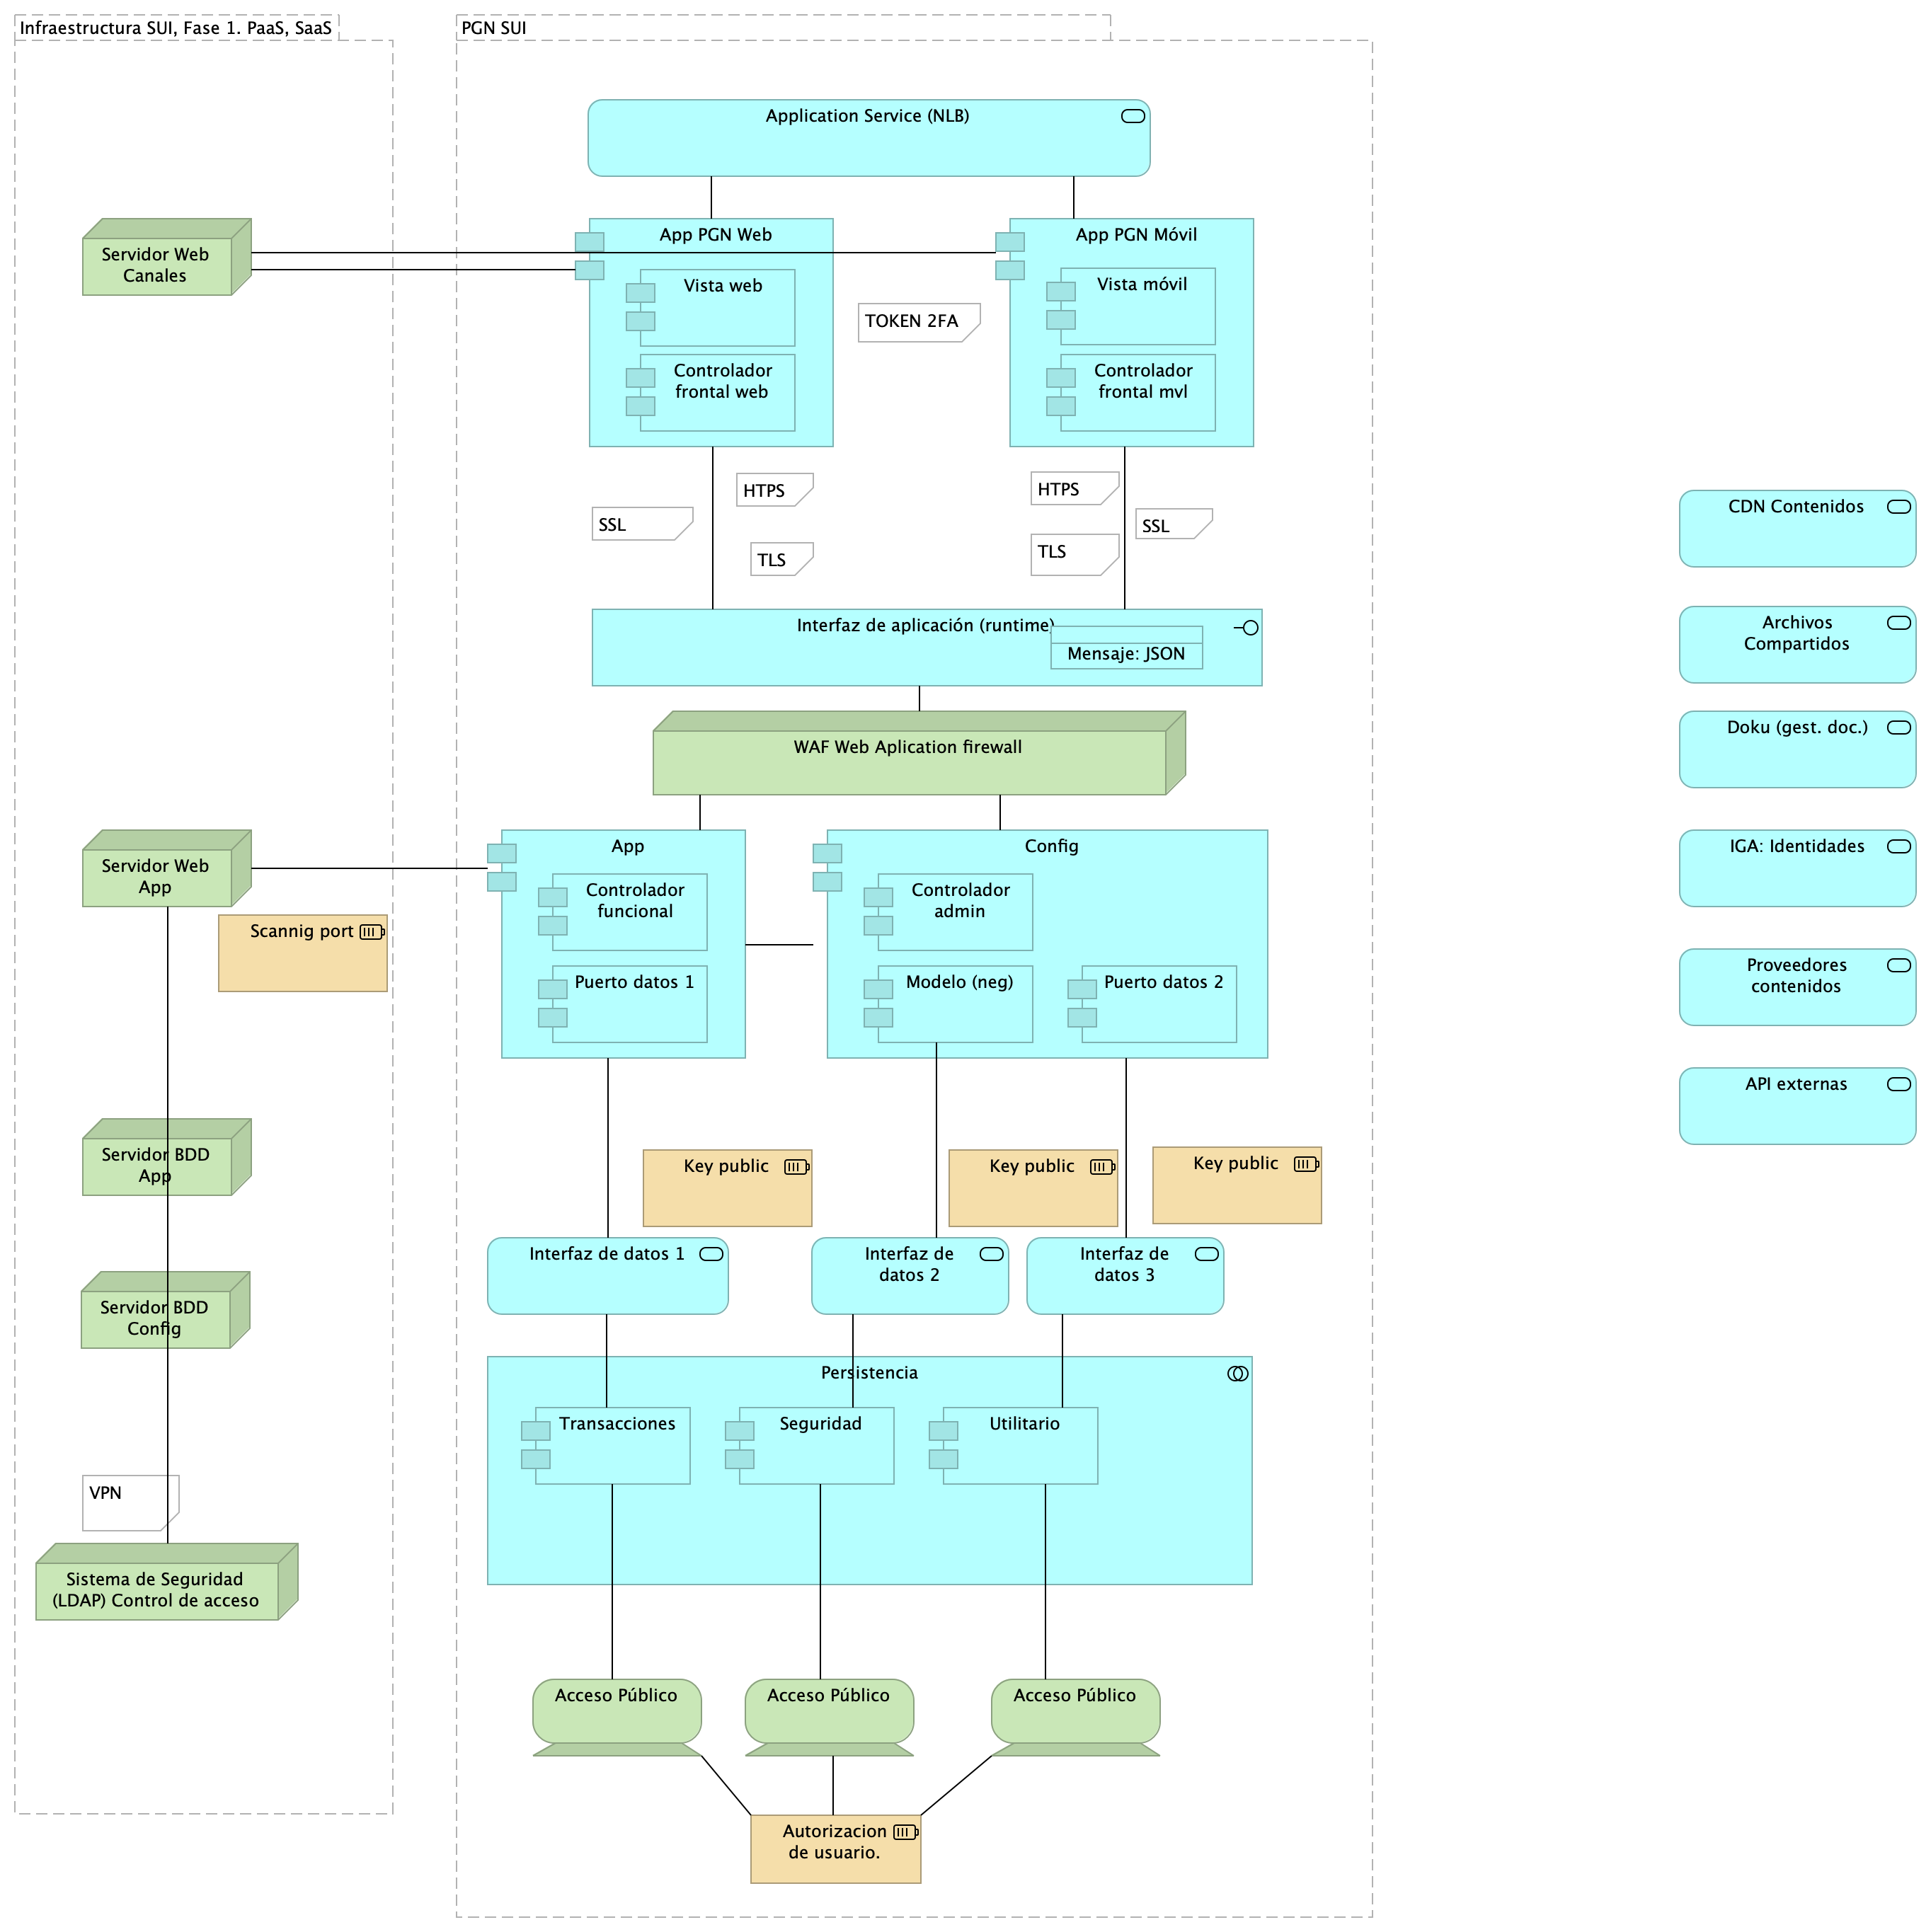 Infraestructura SUI, Fase 1. PaaS, SaaS
PGN SUI
Application Service (NLB)
Servidor Web
Canales
App PGN Web
App PGN Móvil
Vista web
Vista móvil
TOKEN 2FA
Controlador
frontal web
Controlador
frontal mvl
HTPS
SSL
TLS
HTPS
SSL
TLS
Interfaz de aplicación (runtime)
Mensaje: JSON
WAF Web Aplication firewall
Servidor Web
App
Scannig port
App
Controlador
funcional
Puerto datos 1
Config
Controlador
admin
Modelo (neg)
Puerto datos 2
Servidor BDD
App
Key public
Key public
Key public
Servidor BDD
Config
Interfaz de datos 1
Interfaz de
datos 2
Interfaz de
datos 3
Persistencia
Transacciones
Seguridad
Utilitario
VPN
Sistema de Seguridad
(LDAP) Control de acceso
Acceso Público
Acceso Público
Acceso Público
Autorizacion
de usuario.
CDN Contenidos
Archivos
Compartidos
Doku (gest. doc.)
IGA: Identidades
Proveedores
contenidos
API externas